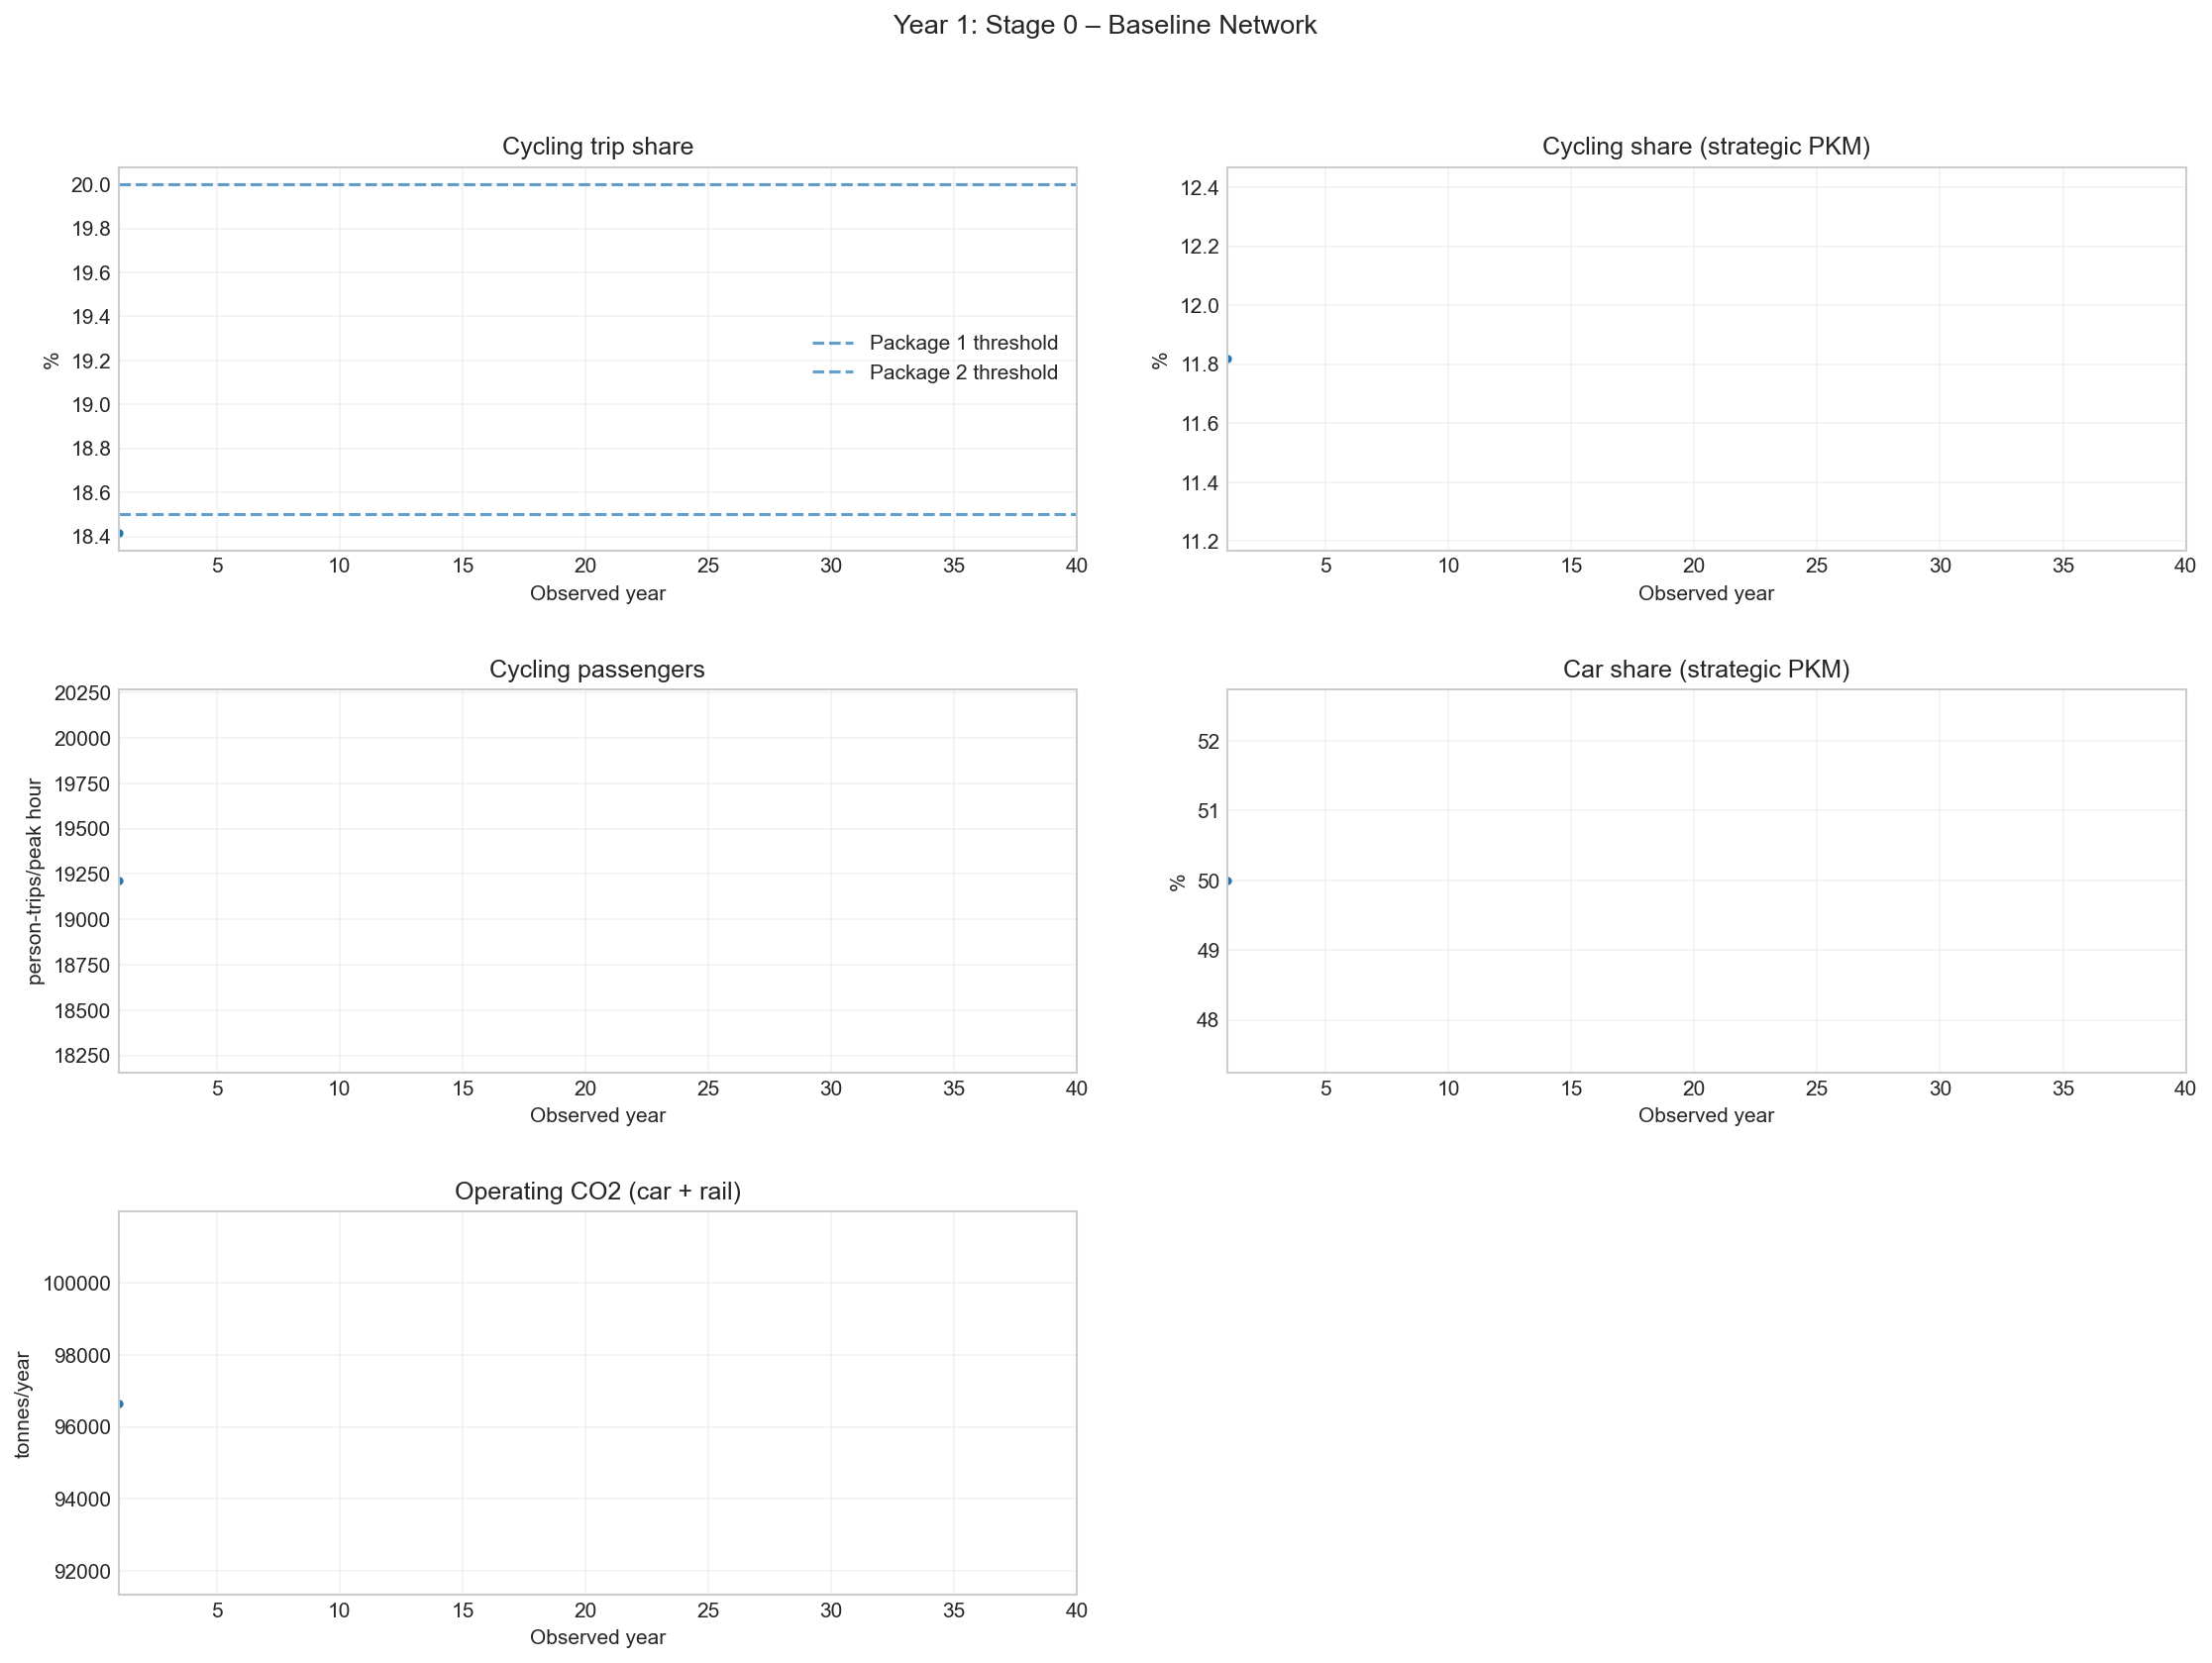 Year 1: Stage 0 – Baseline Network
Cycling trip share
20.0
19.8
19.6
19.4
19.2
19.0
18.8
18.6
18.4
%
Package 1 threshold
Package 2 threshold
5 10 15 20 25 30 35 40
Observed year
Cycling share (strategic PKM)
12.4
12.2
12.0
11.8
11.6
11.4
11.2
%
5 10 15 20 25 30 35 40
Observed year
Cycling passengers
20250
20000
19750
19500
19250
19000
18750
18500
18250
person-trips/peak hour
5 10 15 20 25 30 35 40
Observed year
Car share (strategic PKM)
52
51
50
49
48
%
5 10 15 20 25 30 35 40
Observed year
Operating CO2 (car + rail)
100000
98000
96000
94000
92000
tonnes/year
5 10 15 20 25 30 35 40
Observed year